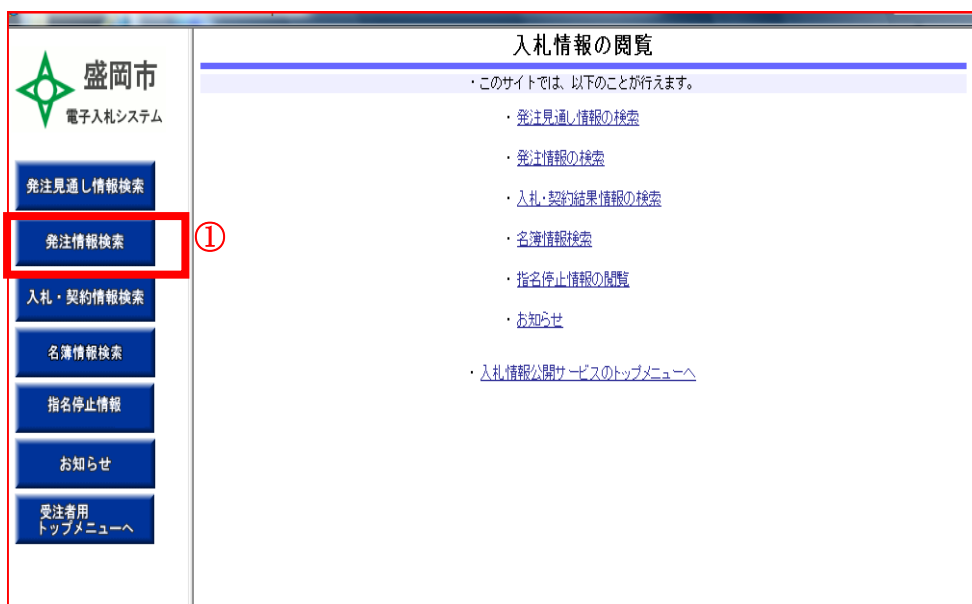 盛岡市
電子入札システム
発注見通し情報検索
発注情報検索
①
入札・契約情報検索
名簿情報検索
指名停止情報
お知らせ
受注者用
トップメニューへ
入札情報の閲覧
・このサイトでは、以下のことが行えます。
・発注見通し情報の検索
・発注情報の検索
・入札・契約結果情報の検索
・名簿情報検索
・指名停止情報の閲覧
・お知らせ
・入札情報公開サービスのトップメニューへ